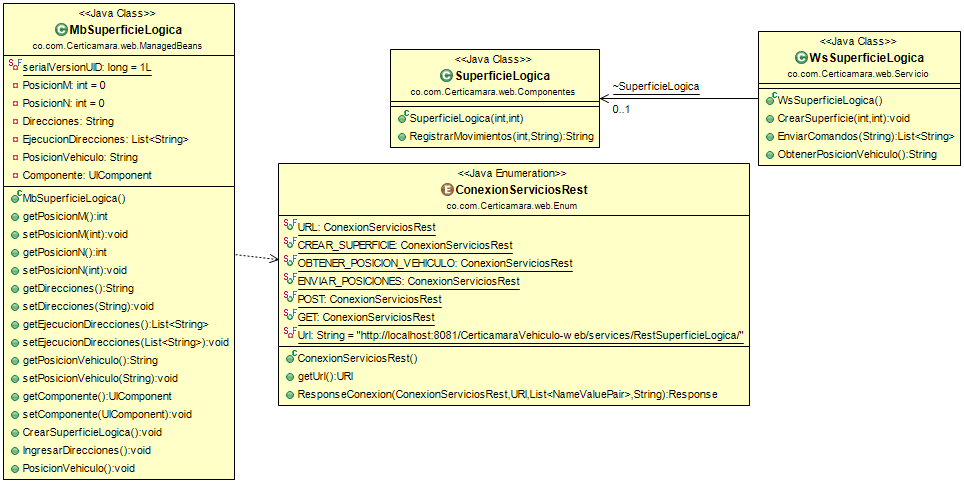 <<Java Class>>
MbSuperficieLogica
co.com.Certicamara.web.ManagedBeans
serialVersionUID: long = 1L
PosicionM: int = 0
PosicionN: int = 0
Direcciones: String
EjecucionDirecciones: List<String>
PosicionVehiculo: String
Componente: UIComponent
MbSuperficieLogica()
getPosicionM():int
setPosicionM(int):void
getPosicionN():int
setPosicionN(int):void
getDirecciones():String
setDirecciones(String):void
getEjecucionDirecciones():List<String>
setEjecucionDirecciones(List<String>):void
getPosicionVehiculo():String
setPosicionVehiculo(String):void
getComponente():UIComponent
setComponente(UIComponent):void
CrearSuperficieLogica():void
IngresarDirecciones():void
PosicionVehiculo():void
<<Java Class>>
SuperficieLogica
co.com.Certicamara.web.Componentes
SuperficieLogica(int,int)
RegistrarMovimientos(int,String):String
~SuperficieLogica
0..1
<<Java Class>>
WsSuperficieLogica
co.com.Certicamara.web.Servicio
WsSuperficieLogica()
CrearSuperficie(int,int):void
EnviarComandos(String):List<String>
ObtenerPosicionVehiculo():String
<<Java Enumeration>>
ConexionServiciosRest
co.com.Certicamara.web.Enum
URL: ConexionServiciosRest
CREAR_SUPERFICIE: ConexionServiciosRest
OBTENER_POSICION_VEHICULO: ConexionServiciosRest
ENVIAR_POSICIONES: ConexionServiciosRest
POST: ConexionServiciosRest
GET: ConexionServiciosRest
Url: String = "http://localhost:8081/CerticamaraVehiculo-web/services/RestSuperficieLogica/"
ConexionServiciosRest()
getUrl():URI
ResponseConexion(ConexionServiciosRest,URI,List<NameValuePair>,String):Response